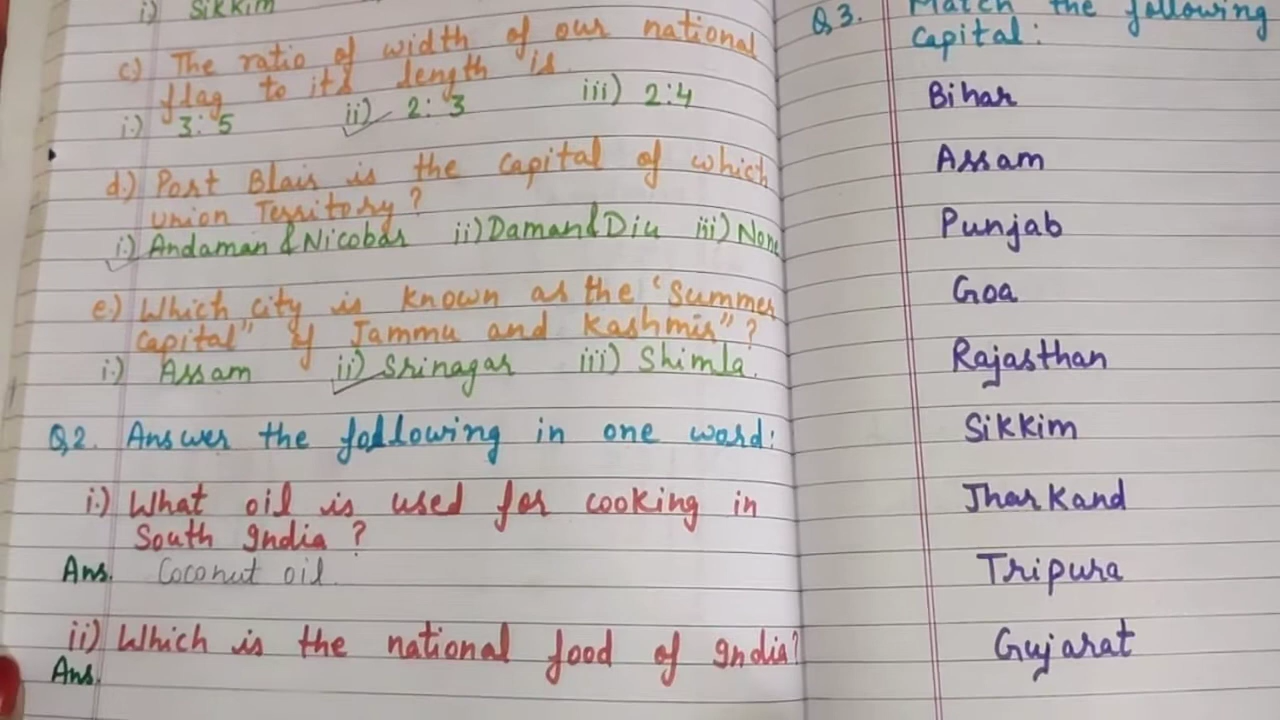 i) Sikkim
c) The ratio of width of our national
flag to its length is
i.) 3:5 ii) 2:3 iii) 2:4
d.) Port Blair is the capital of which
union Territory?
i.) Andaman & Nicobar ii) Daman & Diu iii) None
e.) Which city is known as the "Summer
Capital" of Jammu and Kashmir"?
i.) Assam ii) Srinagar iii) Shimla.
Q2. Answer the following in one word:
i.) What oil is used for cooking in
South India?
Ans. Coconut oil.
ii) Which is the national food of India?
Ans.
Q3. Match the following
Capital:
Bihar
Assam
Punjab
Goa
Rajasthan
Sikkim
Jharkand
Tripura
Gujarat